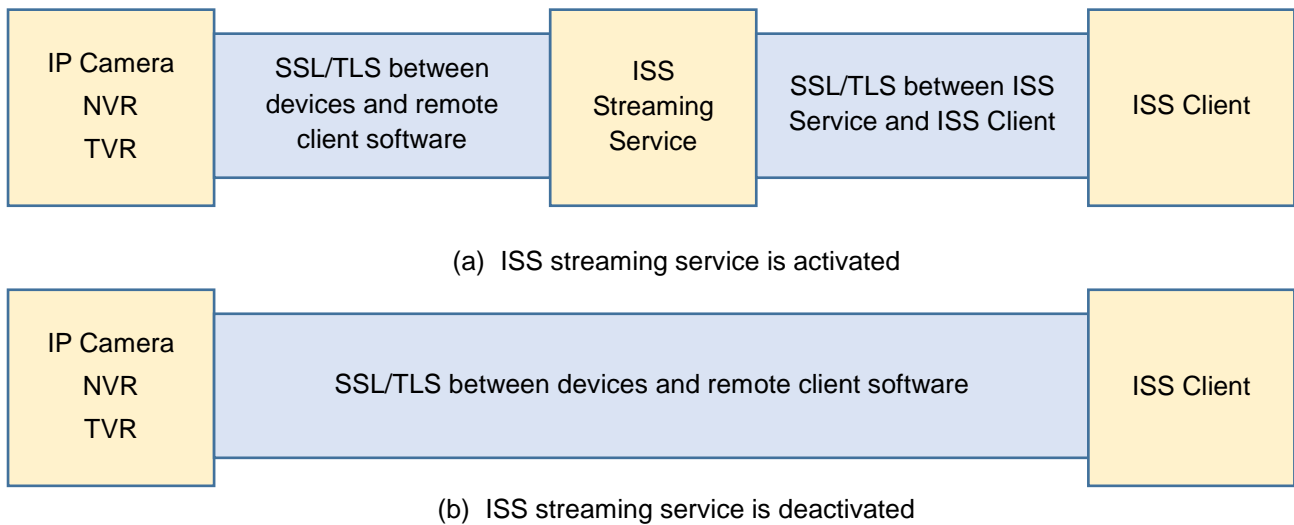 IP Camera
NVR
TVR
SSL/TLS between
devices and remote
client software
ISS
Streaming
Service
SSL/TLS between ISS
Service and ISS Client
ISS Client
(a) ISS streaming service is activated
IP Camera
NVR
TVR
SSL/TLS between devices and remote client software
ISS Client
(b) ISS streaming service is deactivated